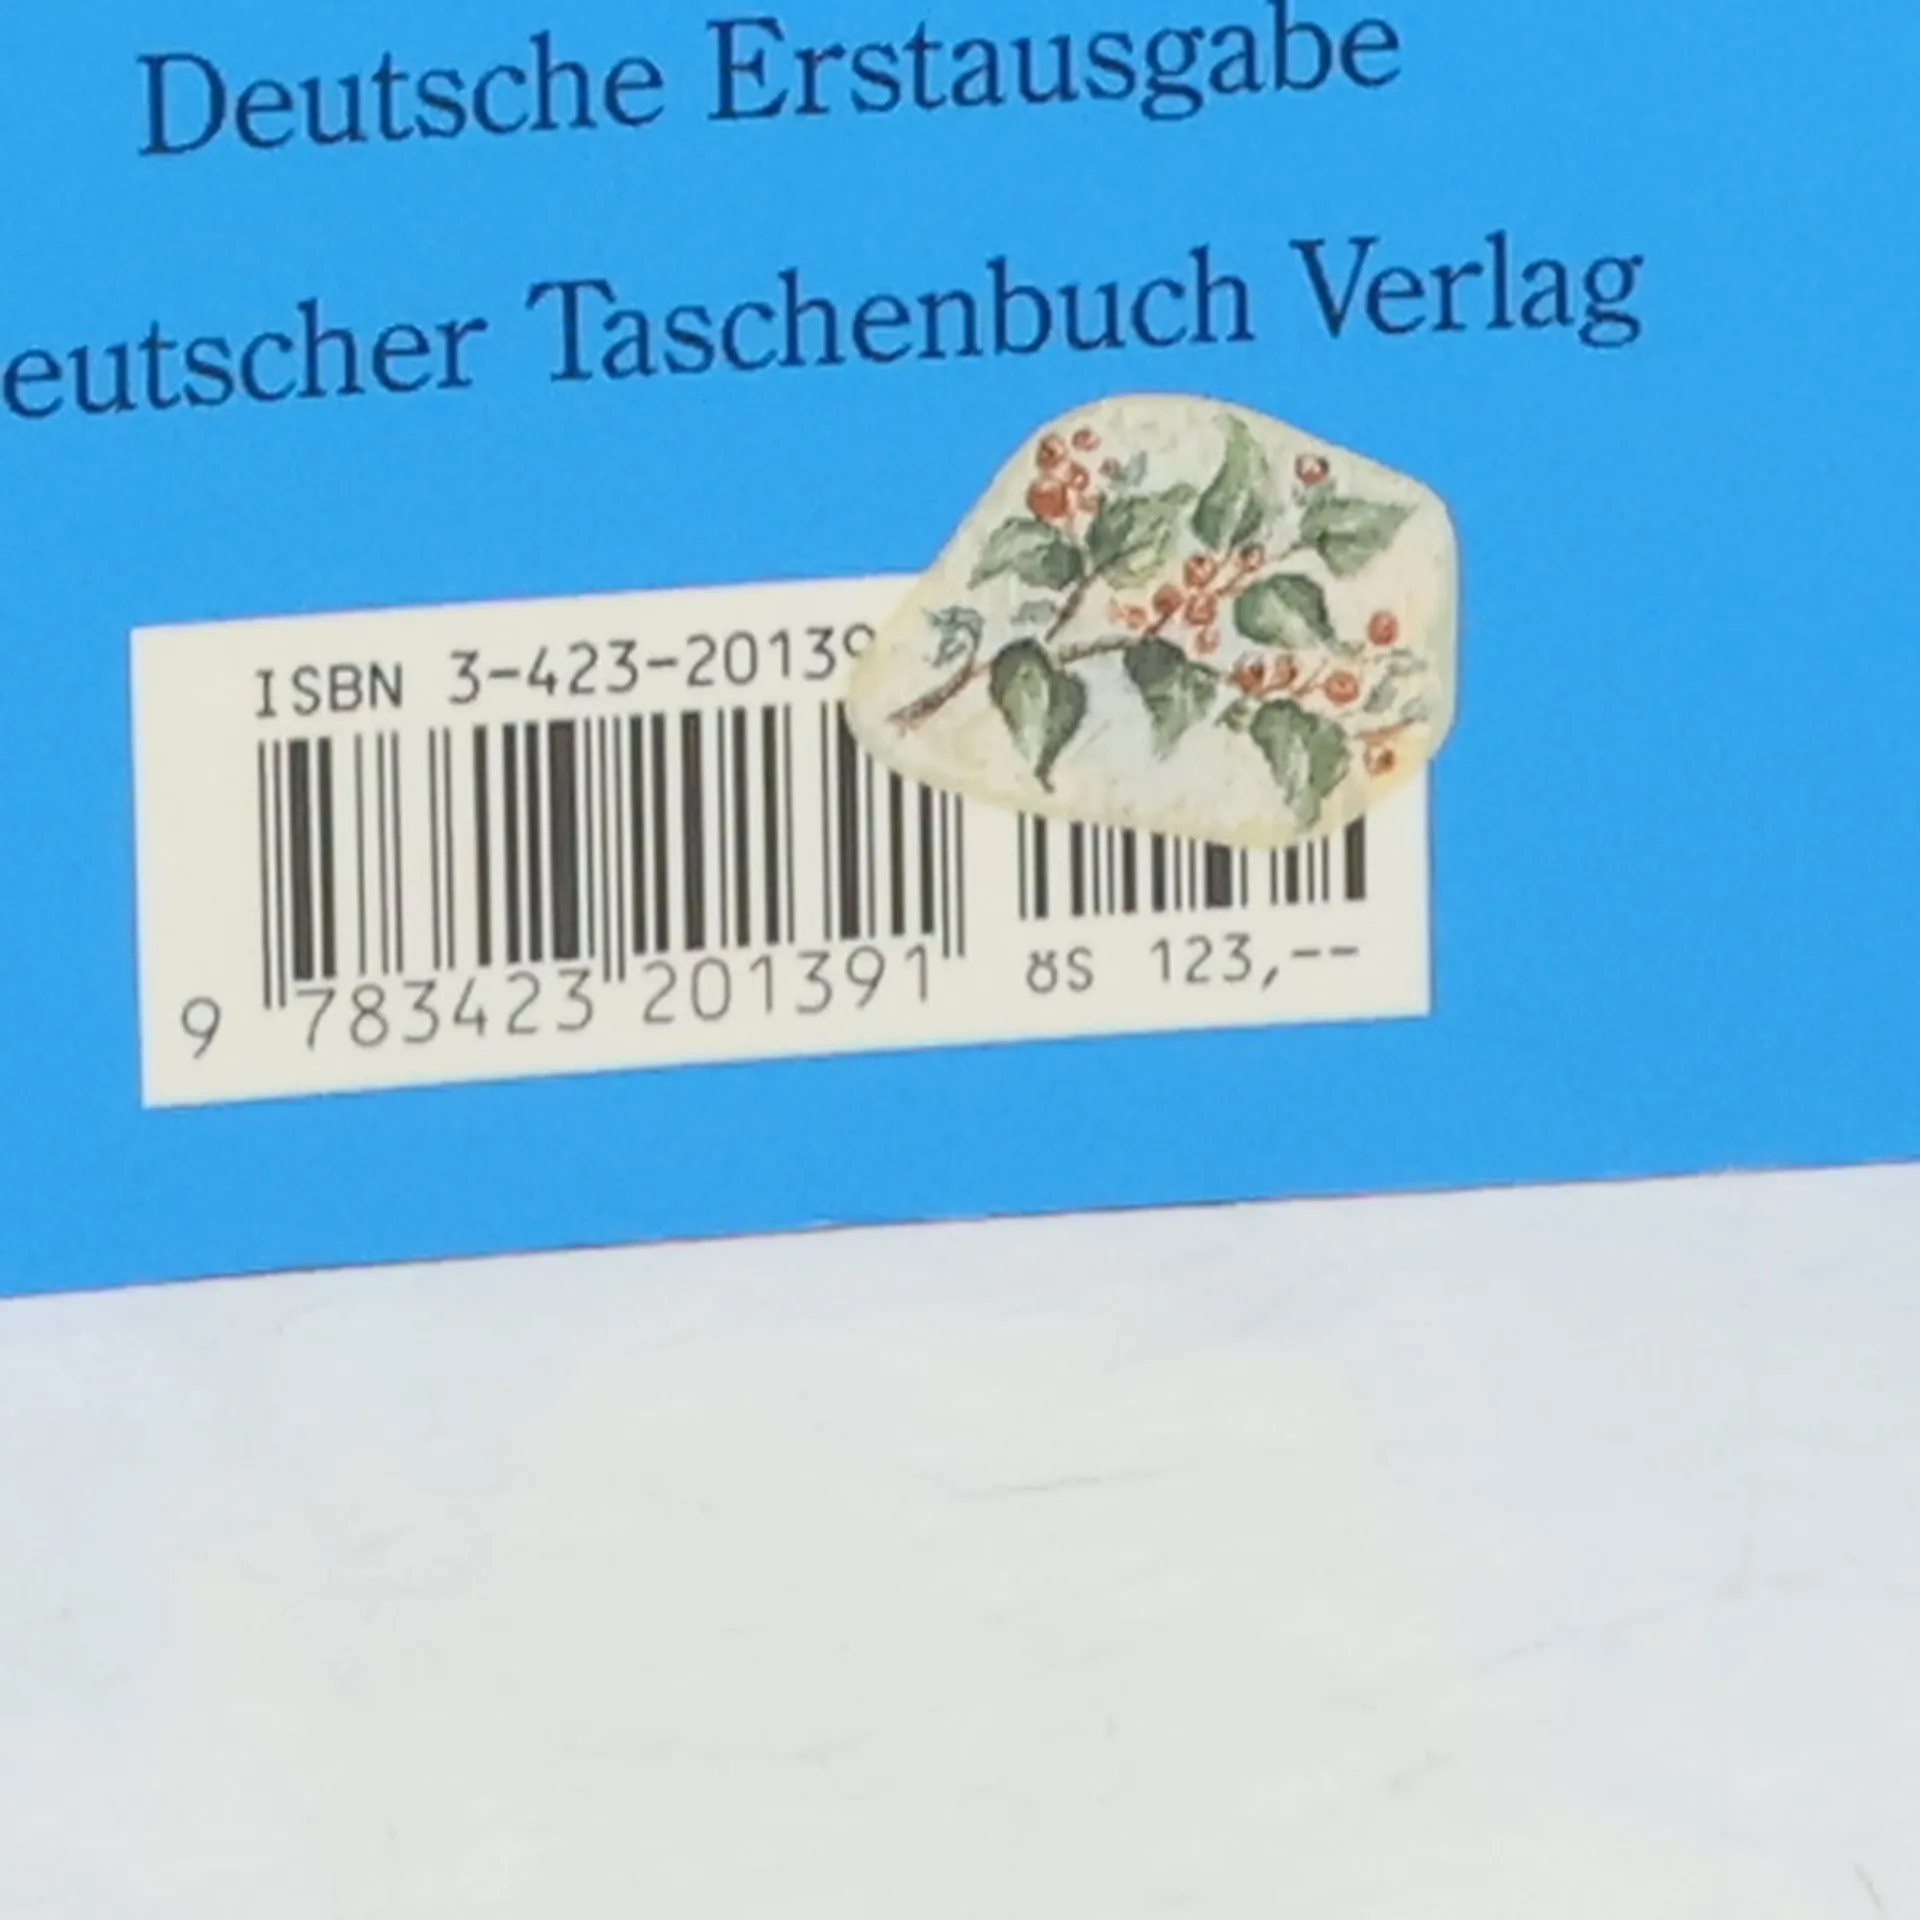 Deutsche Erstausgabe
eutscher Taschenbuch Verlag
ISBN 3-423-20139
9 783423 201391
öS 123,--